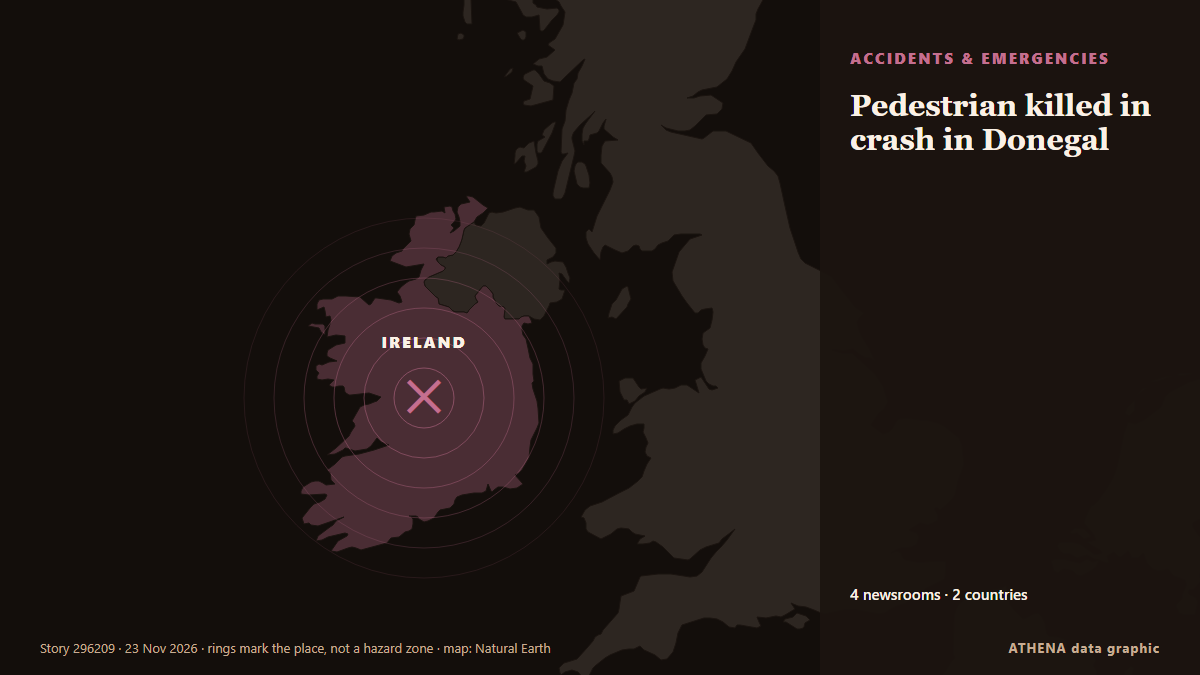 ACCIDENTS & EMERGENCIES
Pedestrian killed in
crash in Donegal
IRELAND
4 newsrooms · 2 countries
Story 296209 · 23 Nov 2026 · rings mark the place, not a hazard zone · map: Natural Earth
ATHENA data graphic